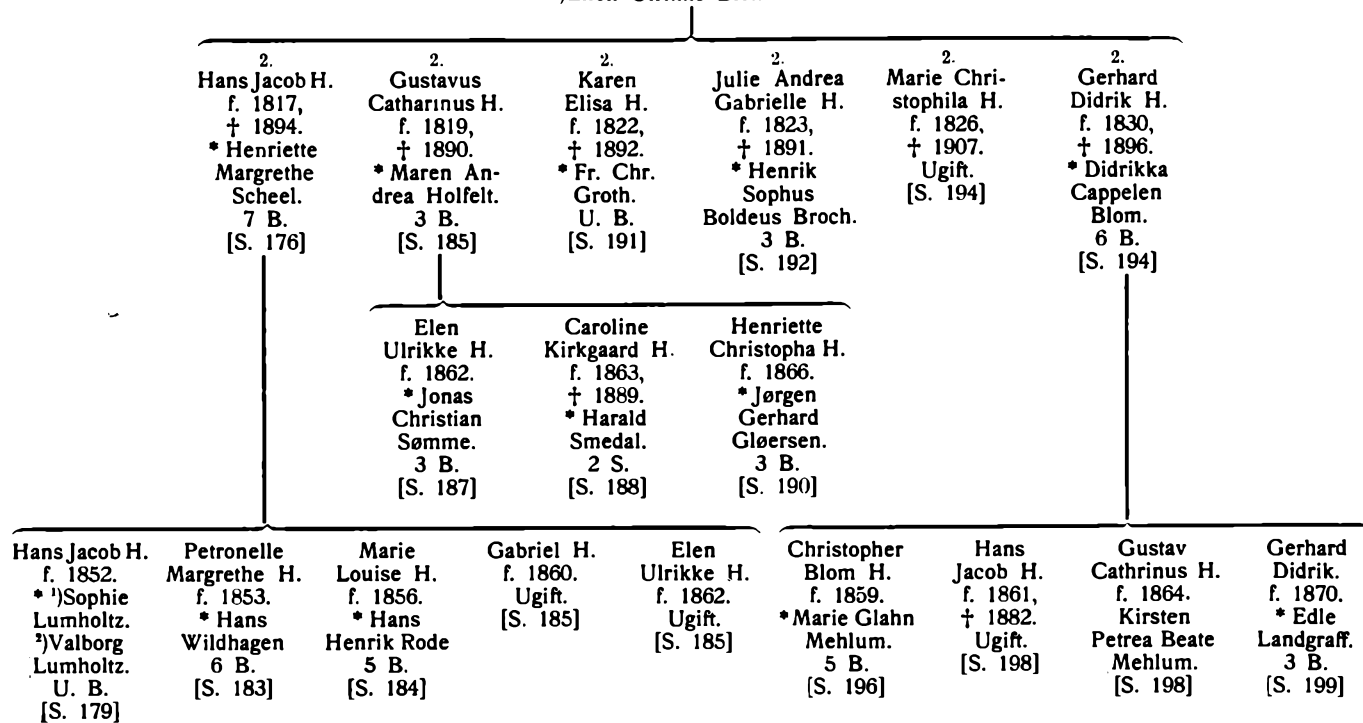 2.
Hans Jacob H.
f. 1817,
† 1894.
* Henriette
Margrethe
Scheel.
7 B.
[S. 176]
2.
Gustavus
Catharinus H.
f. 1819,
† 1890.
* Maren An-
drea Holfelt.
3 B.
[S. 185]
2.
Karen
Elisa H.
f. 1822,
† 1892.
* Fr. Chr.
Groth.
U. B.
[S. 191]
2.
Julie Andrea
Gabrielle H.
f. 1823,
† 1891.
* Henrik
Sophus
Boldeus Broch.
3 B.
[S. 192]
2.
Marie Chri-
stophila H.
f. 1826,
† 1907.
Ugift.
[S. 194]
2.
Gerhard
Didrik H.
f. 1830,
† 1896.
* Didrikka
Cappelen
Blom.
6 B.
[S. 194]
Elen
Ulrikke H.
f. 1862.
* Jonas
Christian
Sømme.
3 B.
[S. 187]
Caroline
Kirkgaard H.
f. 1863,
† 1889.
* Harald
Smedal.
2 S.
[S. 188]
Henriette
Christopha H.
f. 1866.
* Jørgen
Gerhard
Gløersen.
3 B.
[S. 190]
Hans Jacob H.
f. 1852.
* ¹)Sophie
Lumholtz.
²)Valborg
Lumholtz.
U. B.
[S. 179]
Petronelle
Margrethe H.
f. 1853.
* Hans
Wildhagen
6 B.
[S. 183]
Marie
Louise H.
f. 1856.
* Hans
Henrik Rode
5 B.
[S. 184]
Gabriel H.
f. 1860.
Ugift.
[S. 185]
Elen
Ulrikke H.
f. 1862.
Ugift.
[S. 185]
Christopher
Blom H.
f. 1859.
* Marie Glahn
Mehlum.
5 B.
[S. 196]
Hans
Jacob H.
f. 1861,
† 1882.
Ugift.
[S. 198]
Gustav
Cathrinus H.
f. 1864.
Kirsten
Petrea Beate
Mehlum.
[S. 198]
Gerhard
Didrik.
f. 1870.
* Edle
Landgraff.
3 B.
[S. 199]